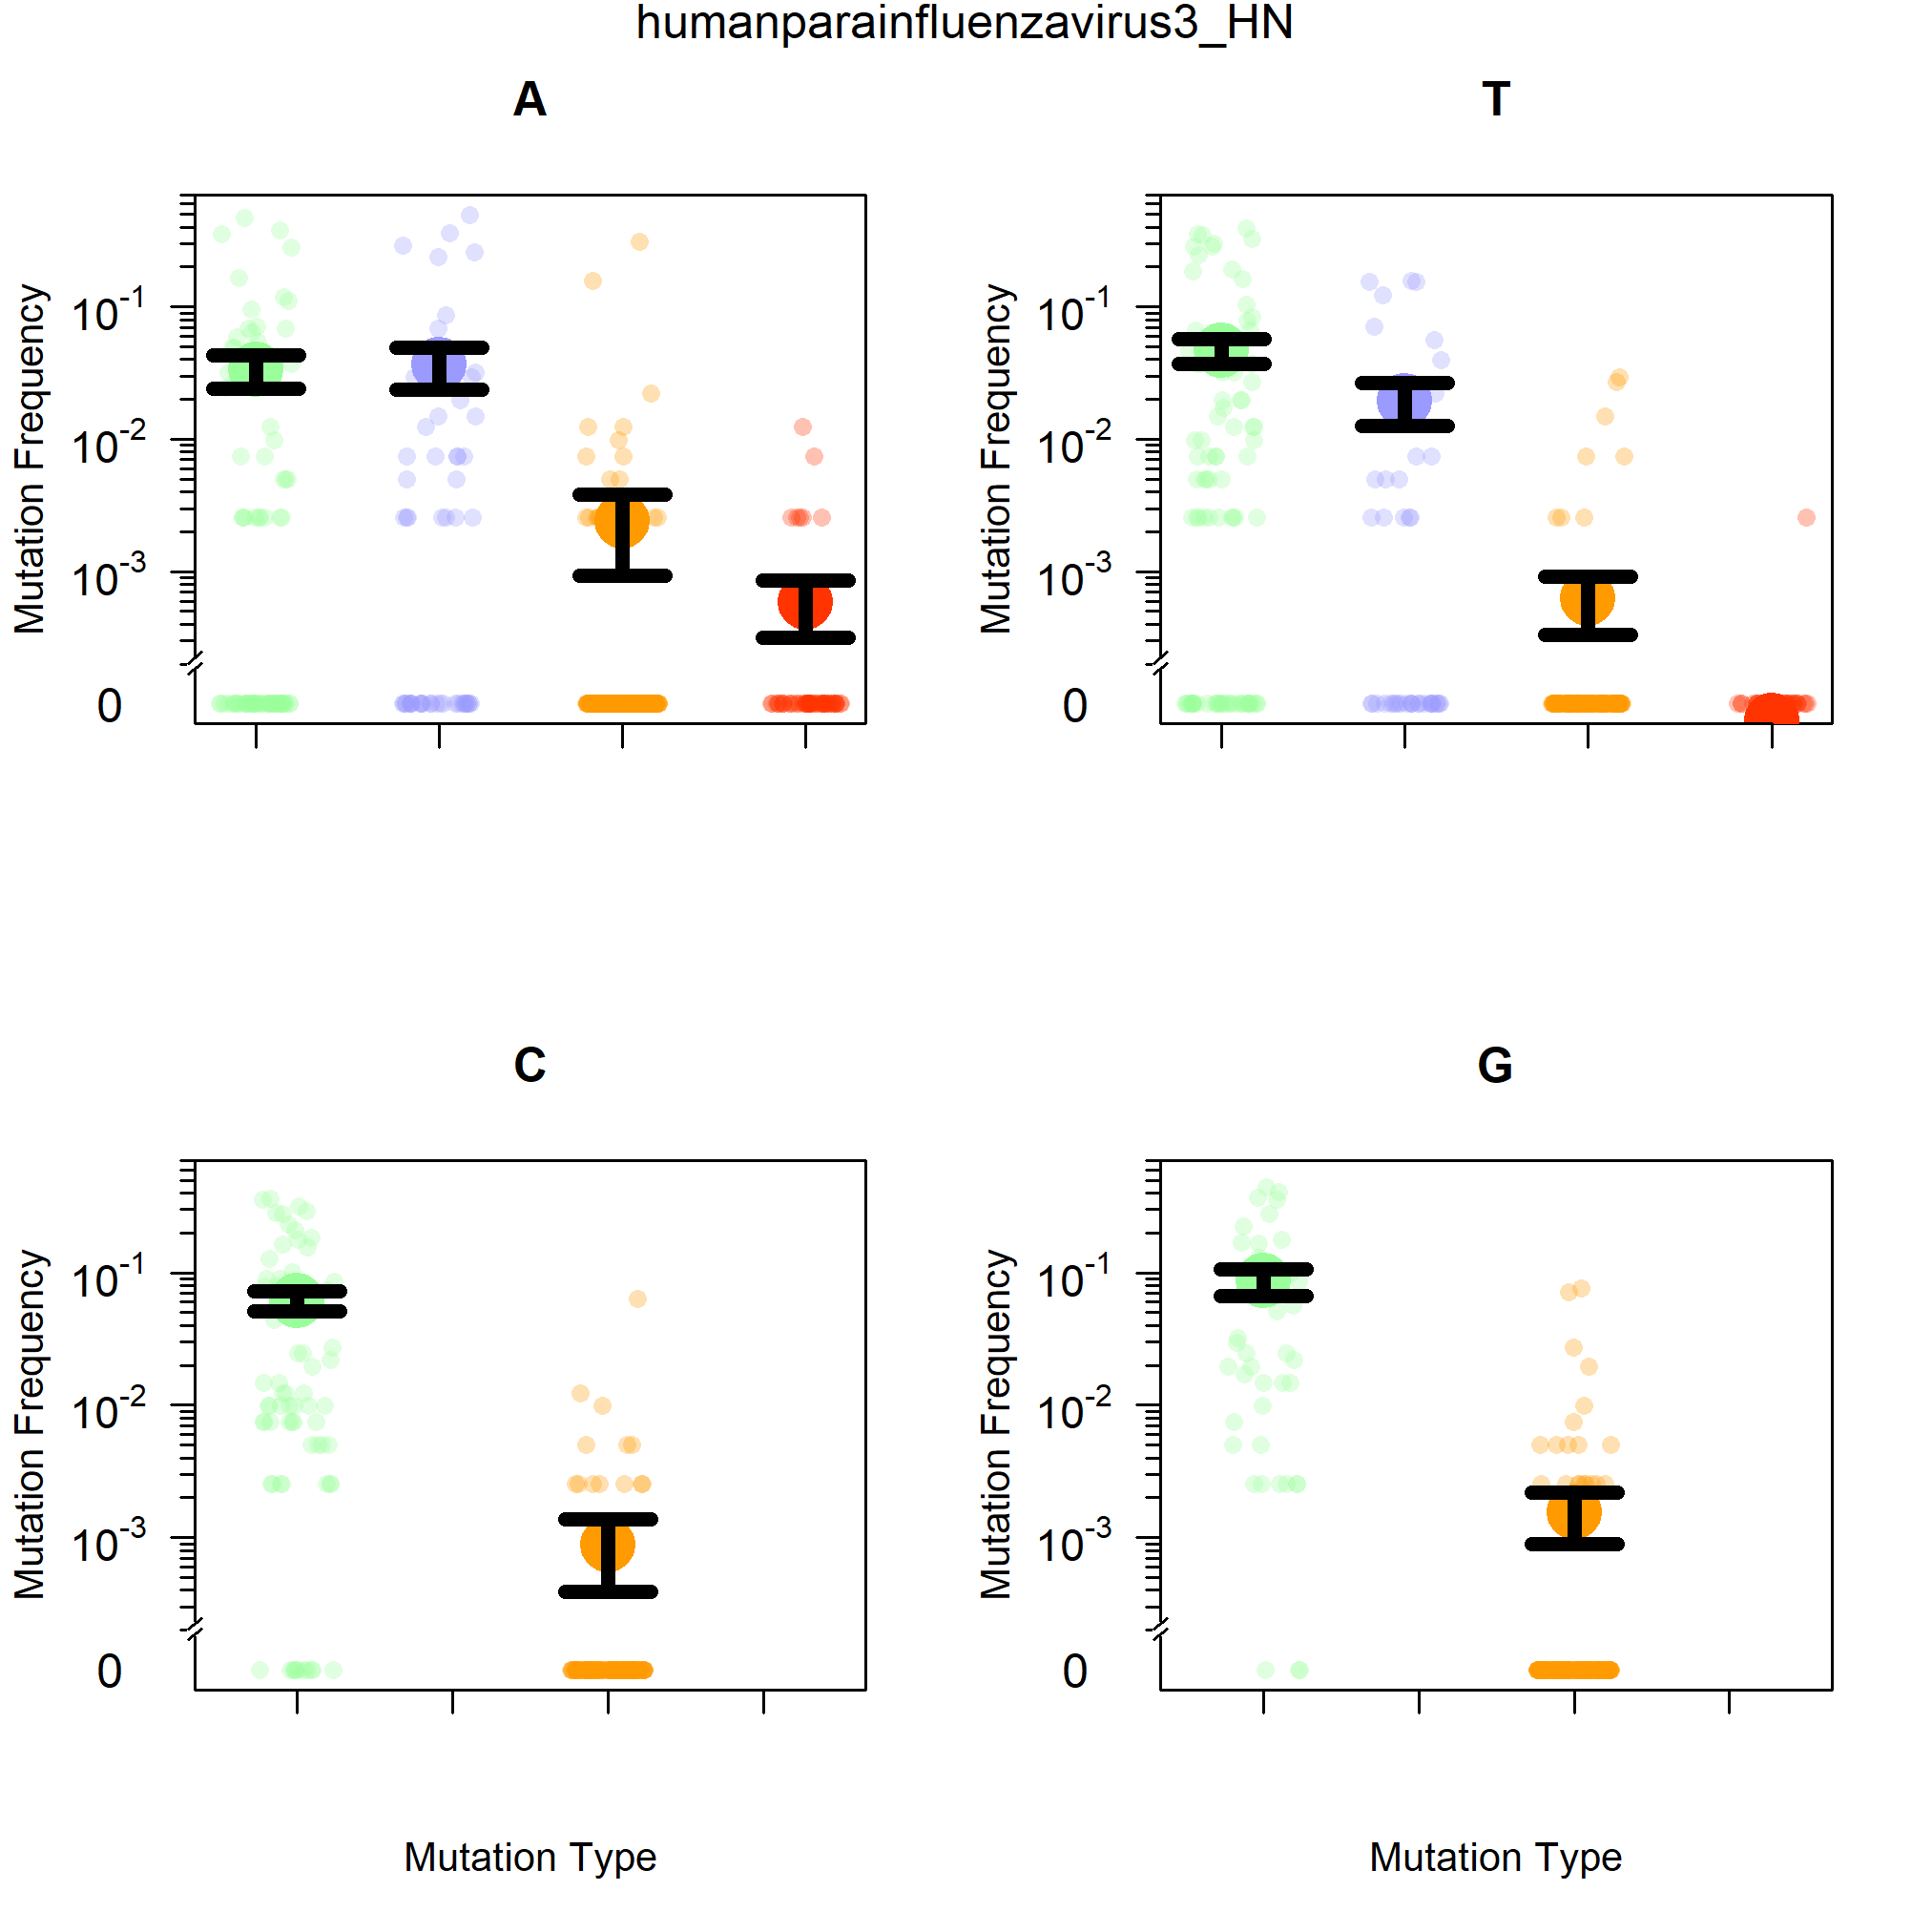 humanparainfluenzavirus3_HN
A
Mutation Frequency
10^-1
10^-2
10^-3
0
T
Mutation Frequency
10^-1
10^-2
10^-3
0
C
Mutation Frequency
10^-1
10^-2
10^-3
0
Mutation Type
G
Mutation Frequency
10^-1
10^-2
10^-3
0
Mutation Type